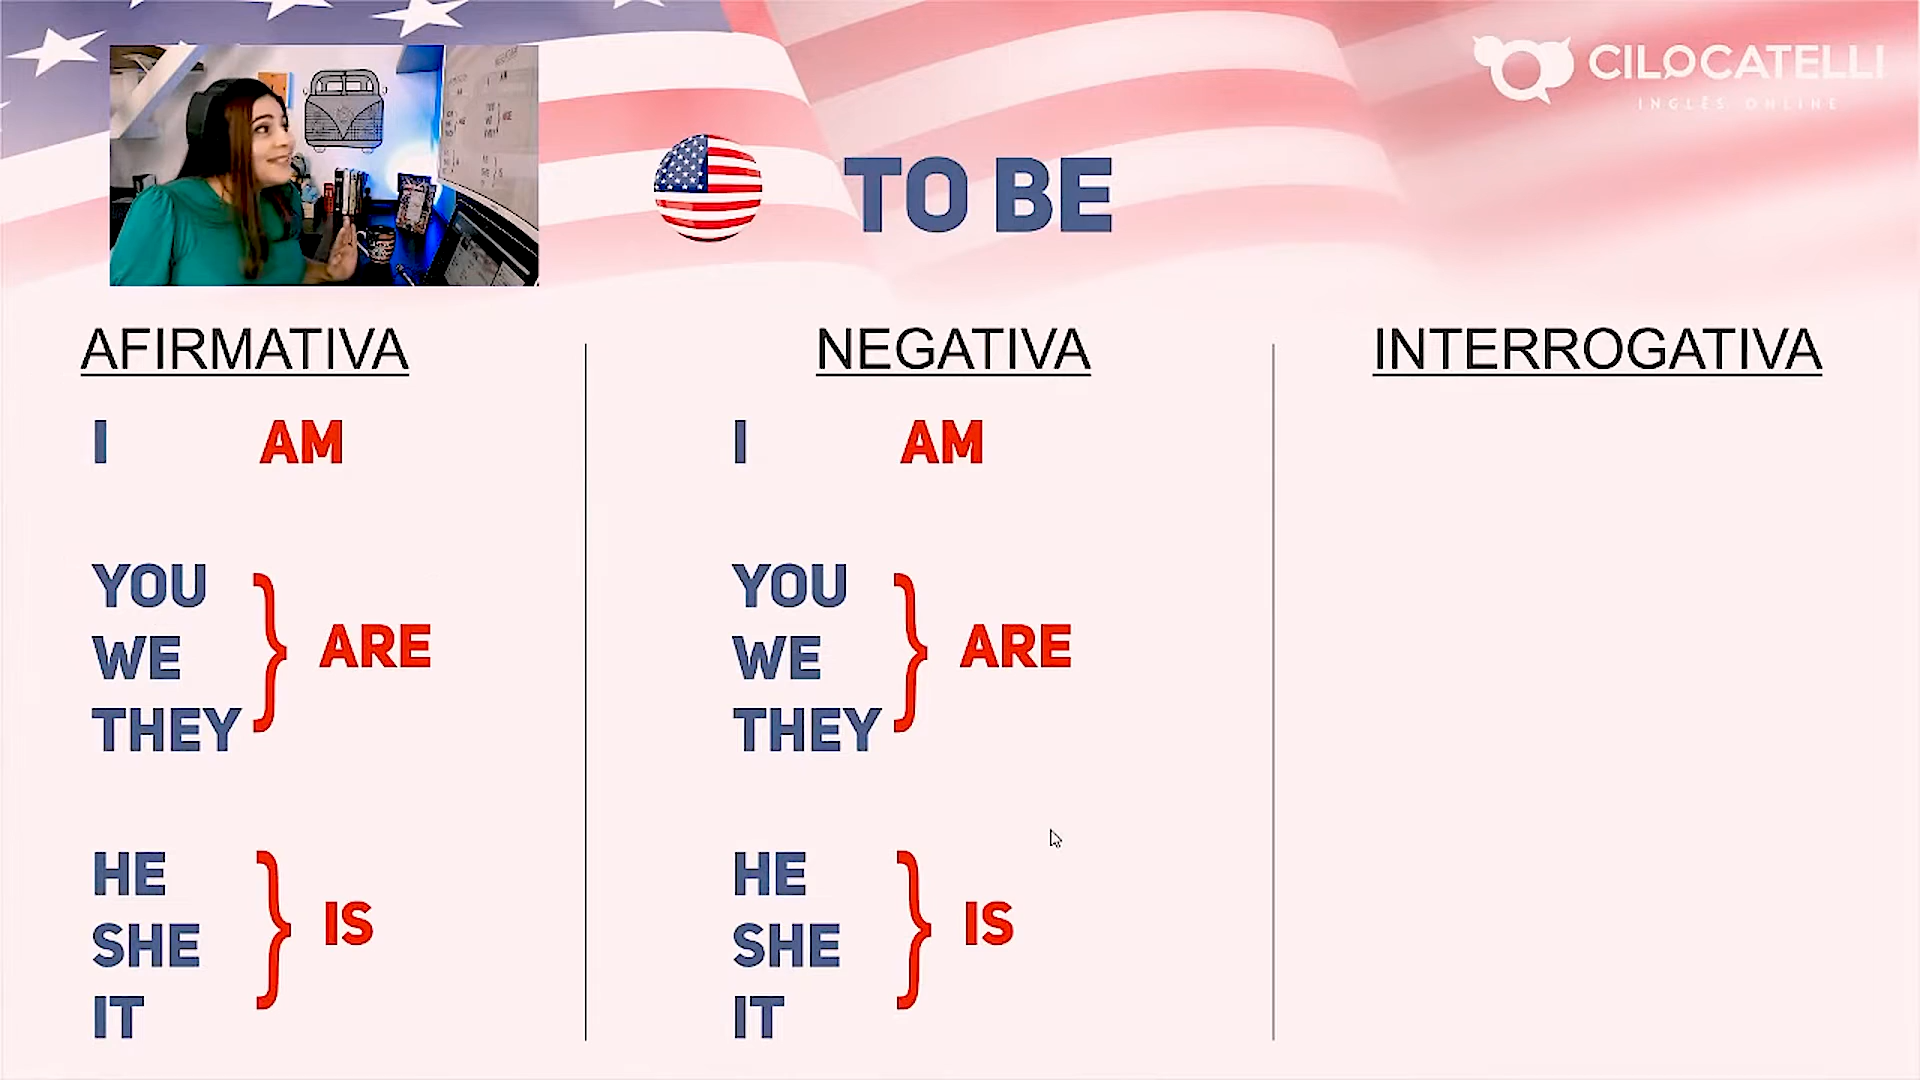 CILOCATELLI
INGLÊS ONLINE
TO BE
AFIRMATIVA
I AM
YOU
WE
THEY
ARE
HE
SHE
IT
IS
NEGATIVA
I AM
YOU
WE
THEY
ARE
HE
SHE
IT
IS
INTERROGATIVA